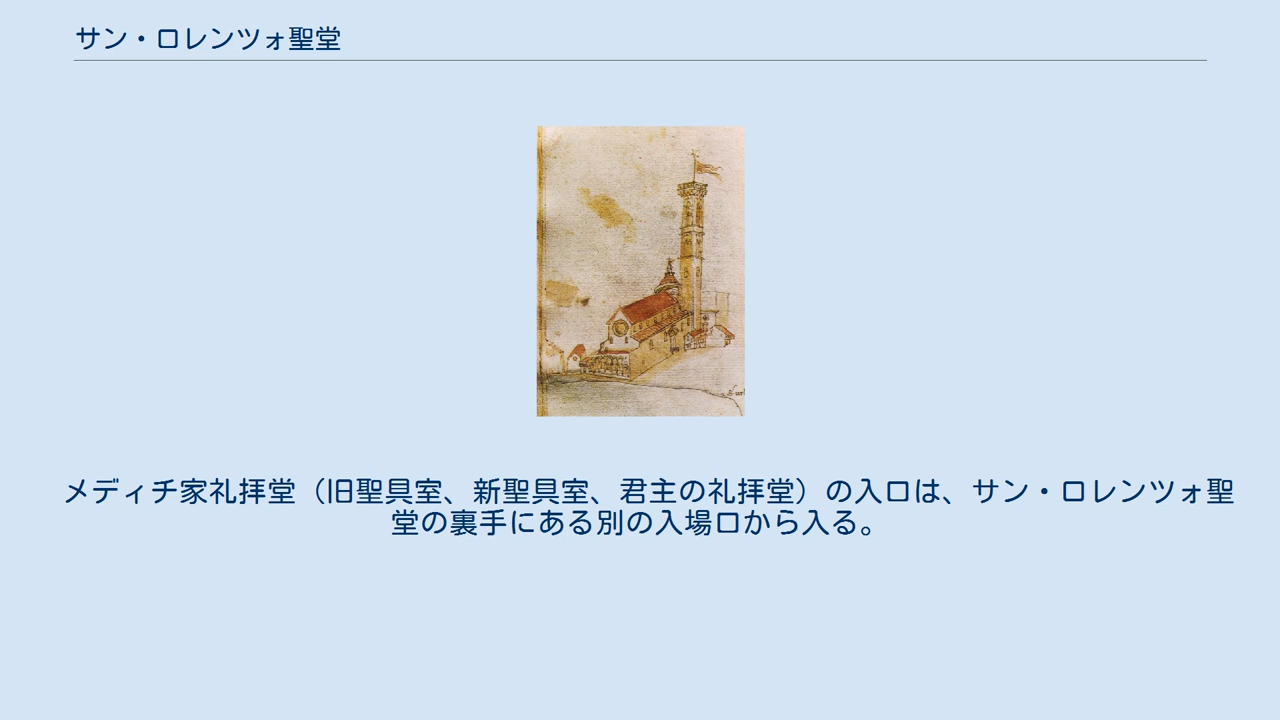 サン・ロレンツォ聖堂
メディチ家礼拝堂（旧聖具室、新聖具室、君主の礼拝堂）の入口は、サン・ロレンツォ聖
堂の裏手にある別の入場口から入る。